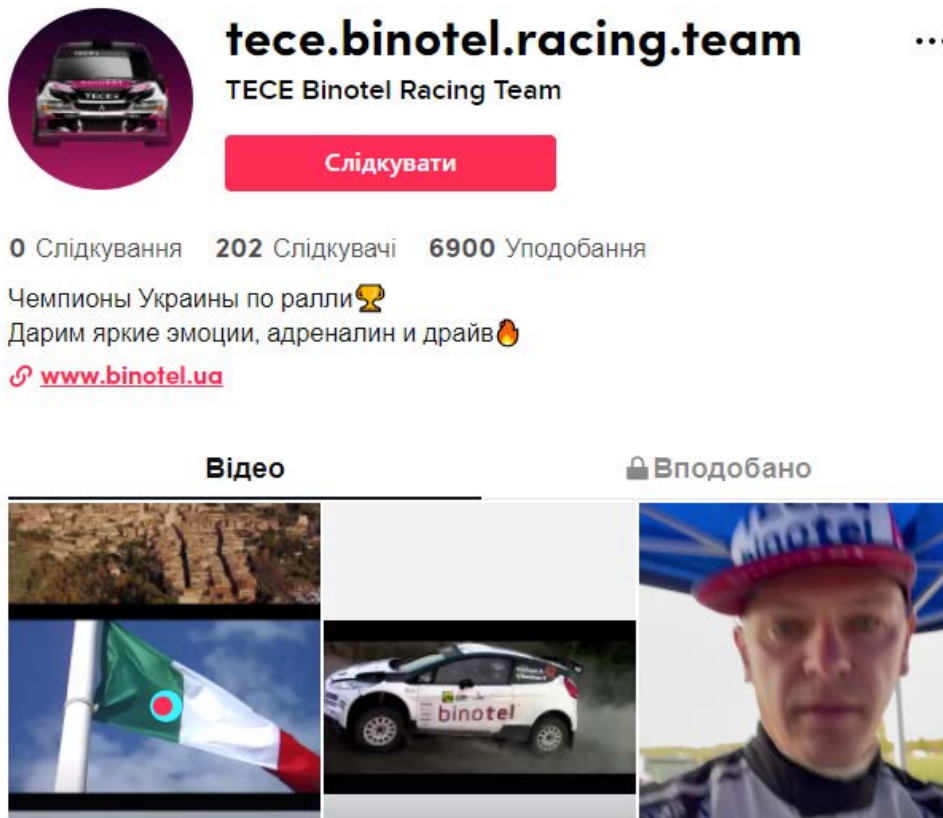 tece.binotel.racing.team
TECE Binotel Racing Team
Слідкувати
0 Слідкування 202 Слідкувачі 6900 Уподобання
Чемпионы Украины по ралли🏆
Дарим яркие эмоции, адреналин и драйв🔥
www.binotel.ua
Відео Вподобано
binotel
binotel